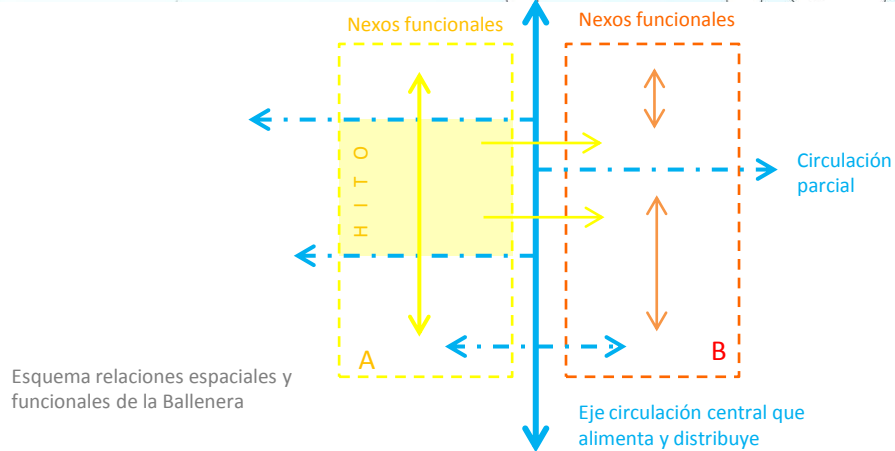 Nexos funcionales
Nexos funcionales
HITO
Circulación
parcial
A
B
Esquema relaciones espaciales y
funcionales de la Ballenera
Eje circulación central que
alimenta y distribuye